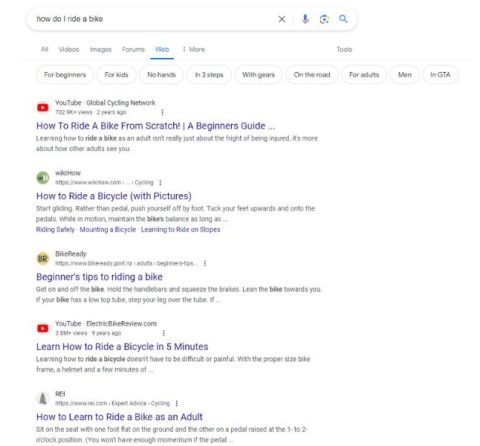 how do I ride a bike
All Videos Images Forums Web More Tools
For beginners For kids No hands In 3 steps With gears On the road For adults Men In GTA
YouTube · Global Cycling Network
702.9K+ views · 2 years ago
How To Ride A Bike From Scratch! | A Beginners Guide ...
Learning how to ride a bike as an adult isn't really just about the fright of being injured, it's more
about how other adults see you.
wikiHow
https://www.wikihow.com › ... › Cycling
How to Ride a Bicycle (with Pictures)
Start gliding. Rather than pedal, push yourself off by foot. Tuck your feet upwards and onto the
pedals. While in motion, maintain the bike's balance as long as ...
Riding Safely · Mounting a Bicycle · Learning to Ride on Slopes
BR
BikeReady
https://www.bikeready.govt.nz › adults › beginners-tips...
Beginner's tips to riding a bike
Get on and off the bike. Hold the handlebars and squeeze the brakes. Lean the bike towards you.
If your bike has a low top tube, step your leg over the tube. If ...
YouTube · ElectricBikeReview.com
3.8M+ views · 9 years ago
Learn How to Ride a Bicycle in 5 Minutes
Learning how to ride a bicycle doesn't have to be difficult or painful. With the proper size bike
frame, a helmet and a few minutes of ...
REI
https://www.rei.com › Expert Advice › Cycling
How to Learn to Ride a Bike as an Adult
Sit on the seat with one foot flat on the ground and the other on a pedal raised at the 1- to 2-
o'clock position. (You won't have enough momentum if the pedal ...